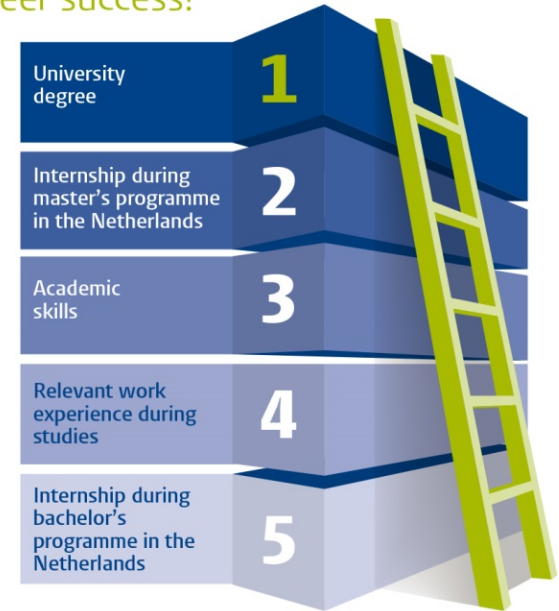 success!
University
degree
1
Internship during
master's programme
in the Netherlands
2
Academic
skills
3
Relevant work
experience during
studies
4
Internship during
bachelor's
programme in the
Netherlands
5